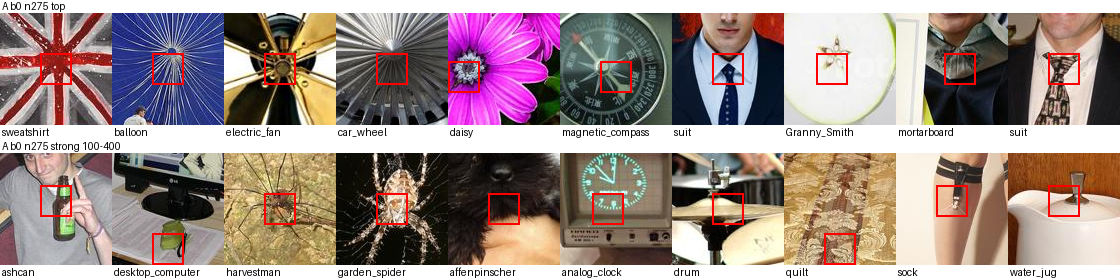 A b0 n275 top
sweatshirt balloon electric_fan car_wheel daisy magnetic_compass suit Granny_Smith mortarboard suit
A b0 n275 strong 100-400
ashcan desktop_computer harvestman garden_spider affenpinscher analog_clock drum quilt sock water_jug